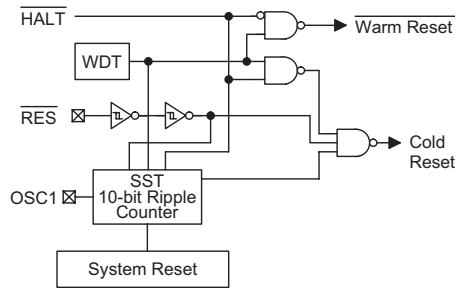 HALT
Warm Reset
WDT
RES
Cold
Reset
SST
10-bit Ripple
Counter
OSC1
System Reset